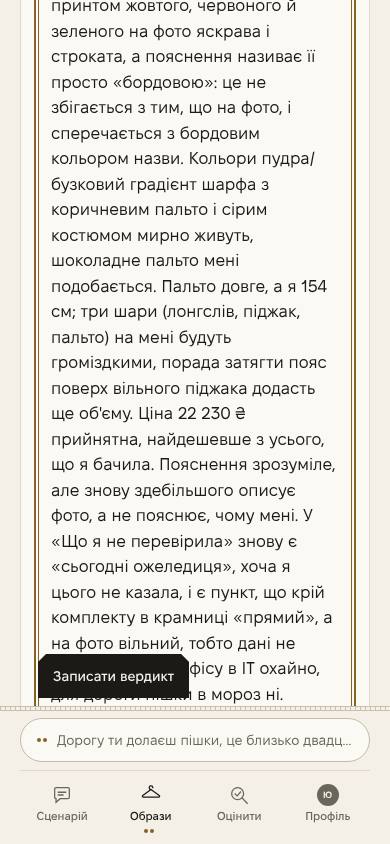 принтом жовтого, червоного й
зеленого на фото яскрава і
строката, а пояснення називає її
просто «бордовою»: це не
збігається з тим, що на фото, і
сперечається з бордовим
кольором назви. Кольори пудра/
бузковий градієнт шарфа з
коричневим пальто і сірим
костюмом мирно живуть,
шоколадне пальто мені
подобається. Пальто довге, а я 154
см; три шари (лонгслів, піджак,
пальто) на мені будуть
громіздкими, порада затягти пояс
поверх вільного піджака додасть
ще об'єму. Ціна 22 230 ₴
прийнятна, найдешевше з усього,
що я бачила. Пояснення зрозуміле,
але знову здебільшого описує
фото, а не пояснює, чому мені. У
«Що я не перевірила» знову є
«сьогодні ожеледиця», хоча я
цього не казала, і є пункт, що крій
комплекту в крамниці «прямий», а
на фото вільний, тобто дані не
фісу в IT охайно,
Записати вердикт
для дороги пішки в мороз ні.
Дорогу ти долаєш пішки, це близько двадц...
Сценарій
Образи
Оцінити
Ю
Профіль